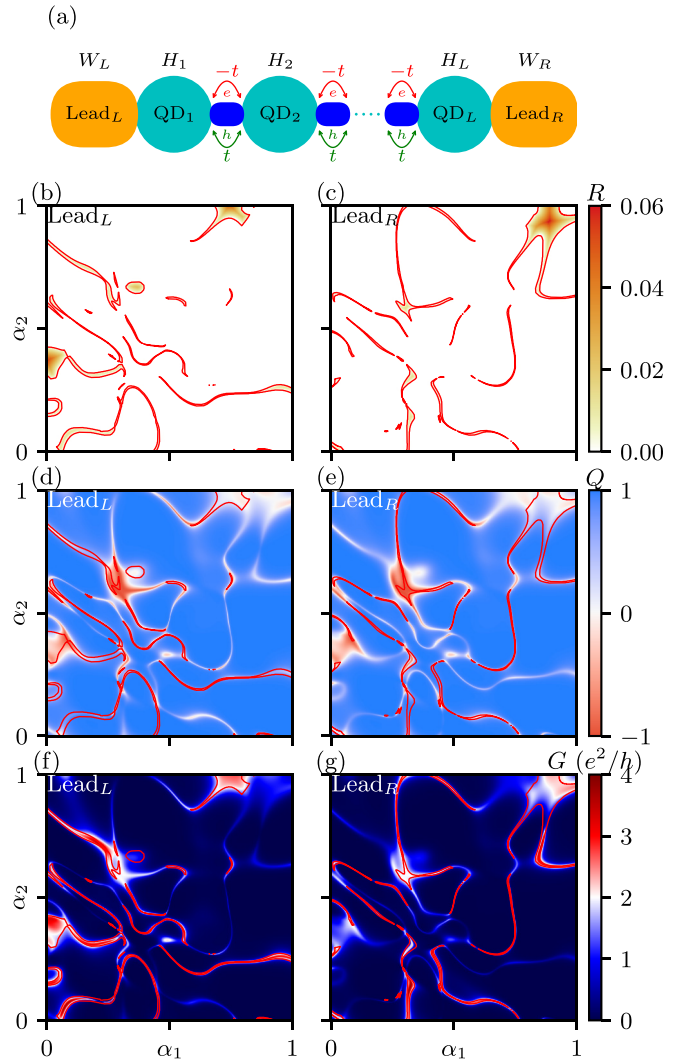 (a)
W_L H_1 H_2 H_L W_R
−t −t −t
e e e
Lead_L QD_1 QD_2 ····· QD_L Lead_R
h h h
t t t
(b) (c) R
1 Lead_L Lead_R 0.06
0.04
α_2
0.02
0 0.00
(d) (e) Q
1 Lead_L Lead_R 1
α_2 0
0 −1
(f) (g) G (e^2/h)
1 Lead_L Lead_R 4
3
α_2 2
1
0 0
0 α_1 1 0 α_1 1